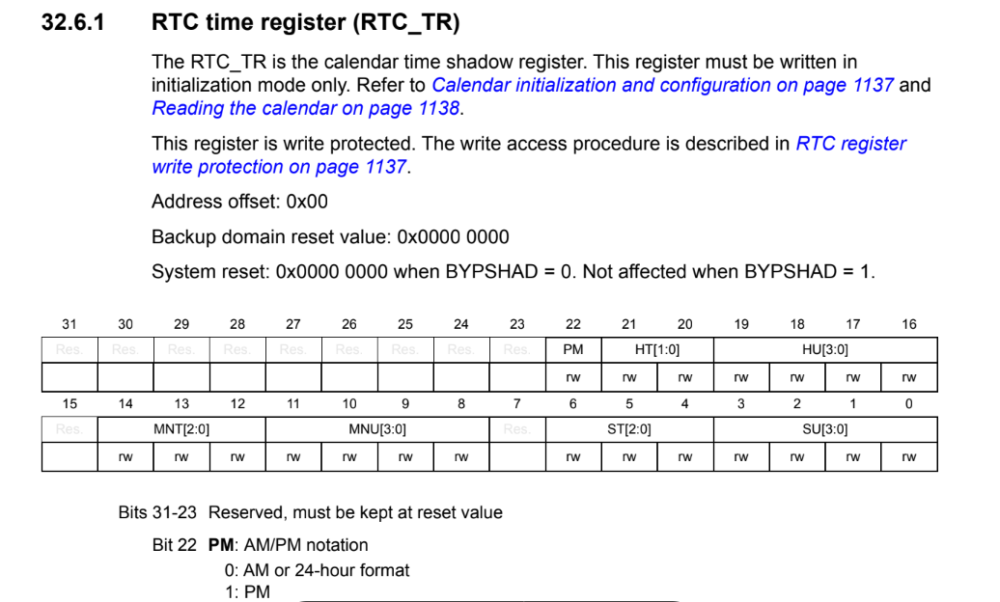 32.6.1 RTC time register (RTC_TR)
The RTC_TR is the calendar time shadow register. This register must be written in
initialization mode only. Refer to Calendar initialization and configuration on page 1137 and
Reading the calendar on page 1138.
This register is write protected. The write access procedure is described in RTC register
write protection on page 1137.
Address offset: 0x00
Backup domain reset value: 0x0000 0000
System reset: 0x0000 0000 when BYPSHAD = 0. Not affected when BYPSHAD = 1.
31 30 29 28 27 26 25 24 23 22 21 20 19 18 17 16
Res. Res. Res. Res. Res. Res. Res. Res. Res. PM HT[1:0] HU[3:0]
rw rw rw rw rw rw rw
15 14 13 12 11 10 9 8 7 6 5 4 3 2 1 0
Res. MNT[2:0] MNU[3:0] Res. ST[2:0] SU[3:0]
rw rw rw rw rw rw rw rw rw rw rw rw rw rw
Bits 31-23 Reserved, must be kept at reset value
Bit 22 PM: AM/PM notation
0: AM or 24-hour format
1: PM